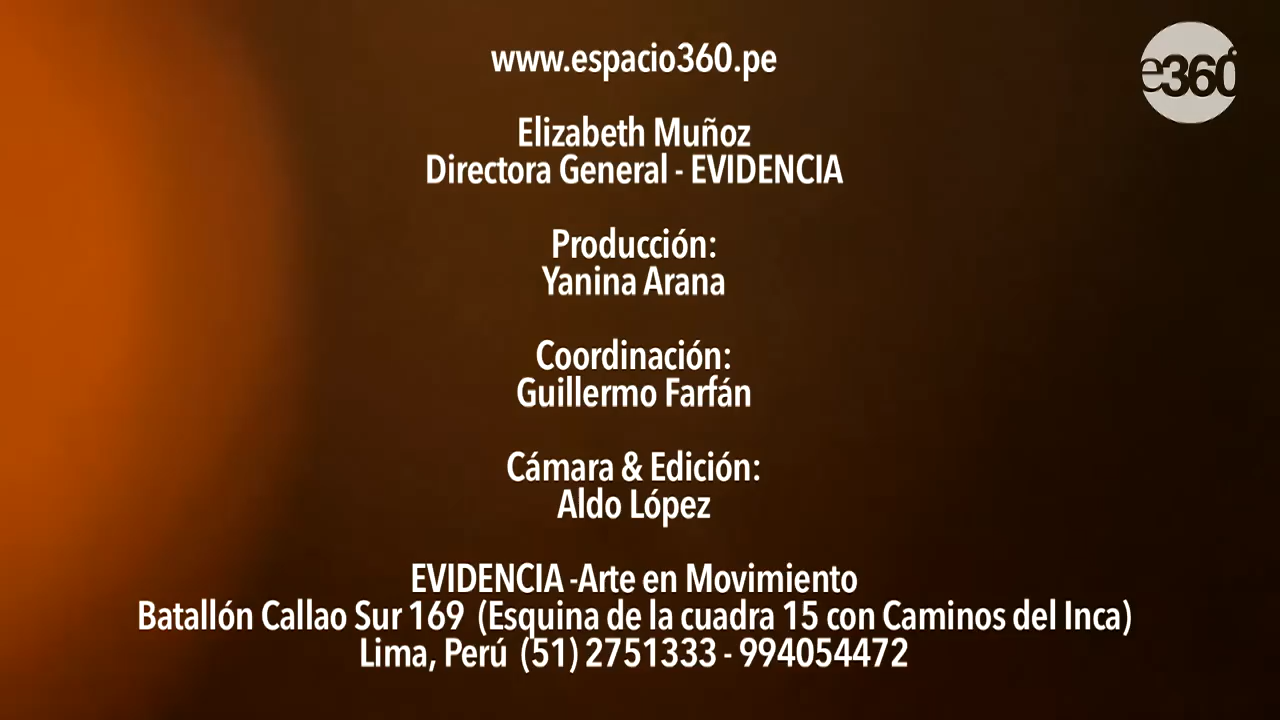 www.espacio360.pe
e360°
Elizabeth Muñoz
Directora General - EVIDENCIA
Producción:
Yanina Arana
Coordinación:
Guillermo Farfán
Cámara & Edición:
Aldo López
EVIDENCIA -Arte en Movimiento
Batallón Callao Sur 169 (Esquina de la cuadra 15 con Caminos del Inca)
Lima, Perú (51) 2751333 - 994054472